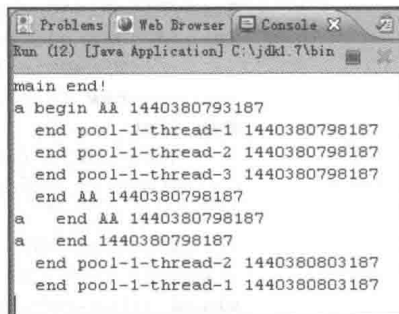 Problems Web Browser Console
Run (12) [Java Application] C:\jdk1.7\bin
main end!
a begin AA 1440380793187
  end pool-1-thread-1 1440380798187
  end pool-1-thread-2 1440380798187
  end pool-1-thread-3 1440380798187
  end AA 1440380798187
a   end AA 1440380798187
a   end 1440380798187
  end pool-1-thread-2 1440380803187
  end pool-1-thread-1 1440380803187